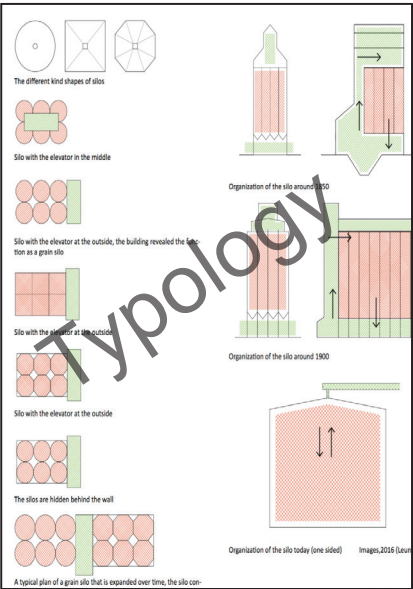 The different kind shapes of silos
Silo with the elevator in the middle
Silo with the elevator at the outside, the building revealed the func-
tion as a grain silo
Silo with the elevator at the outside
Silo with the elevator at the outside
The silos are hidden behind the wall
A typical plan of a grain silo that is expanded over time, the silo con-
Organization of the silo around 1850
Organization of the silo around 1900
Organization of the silo today (one sided) Images,2016 (Leun
Typology